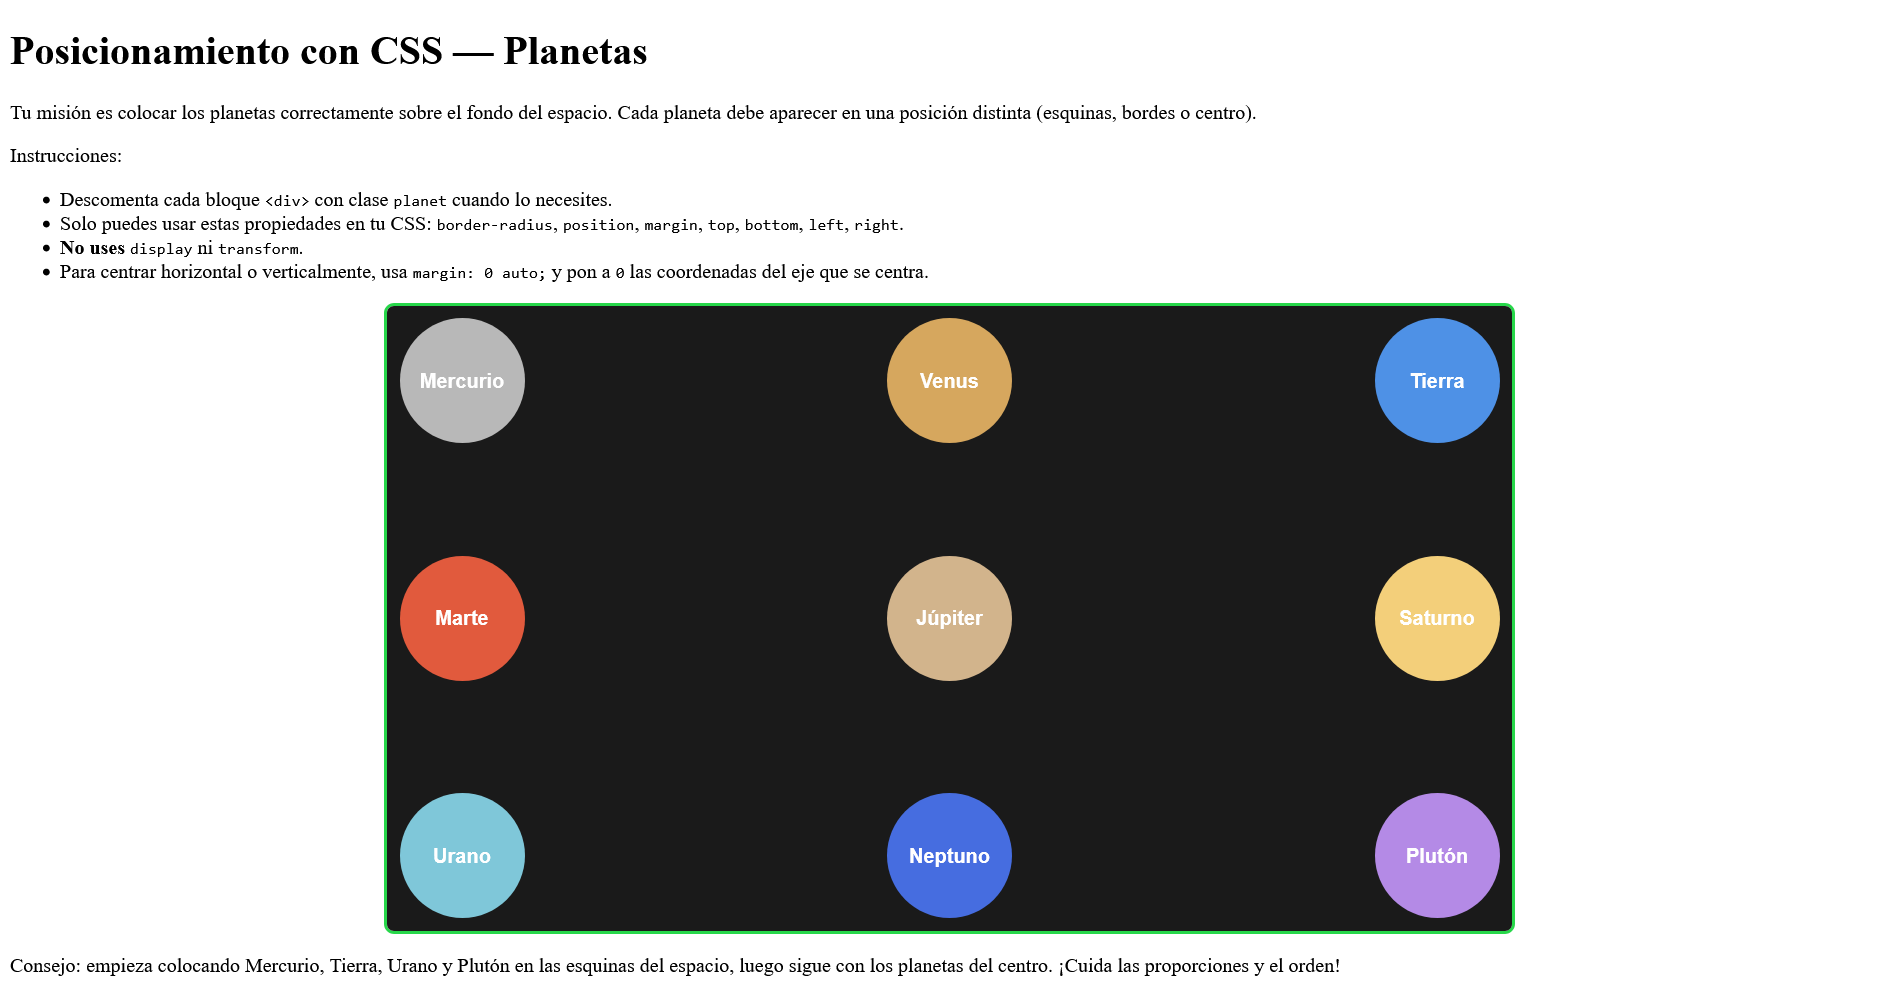 Posicionamiento con CSS — Planetas
Tu misión es colocar los planetas correctamente sobre el fondo del espacio. Cada planeta debe aparecer en una posición distinta (esquinas, bordes o centro).
Instrucciones:
• Descomenta cada bloque <div> con clase planet cuando lo necesites.
• Solo puedes usar estas propiedades en tu CSS: border-radius, position, margin, top, bottom, left, right.
• No uses display ni transform.
• Para centrar horizontal o verticalmente, usa margin: 0 auto; y pon a 0 las coordenadas del eje que se centra.
Mercurio Venus Tierra
Marte Júpiter Saturno
Urano Neptuno Plutón
Consejo: empieza colocando Mercurio, Tierra, Urano y Plutón en las esquinas del espacio, luego sigue con los planetas del centro. ¡Cuida las proporciones y el orden!